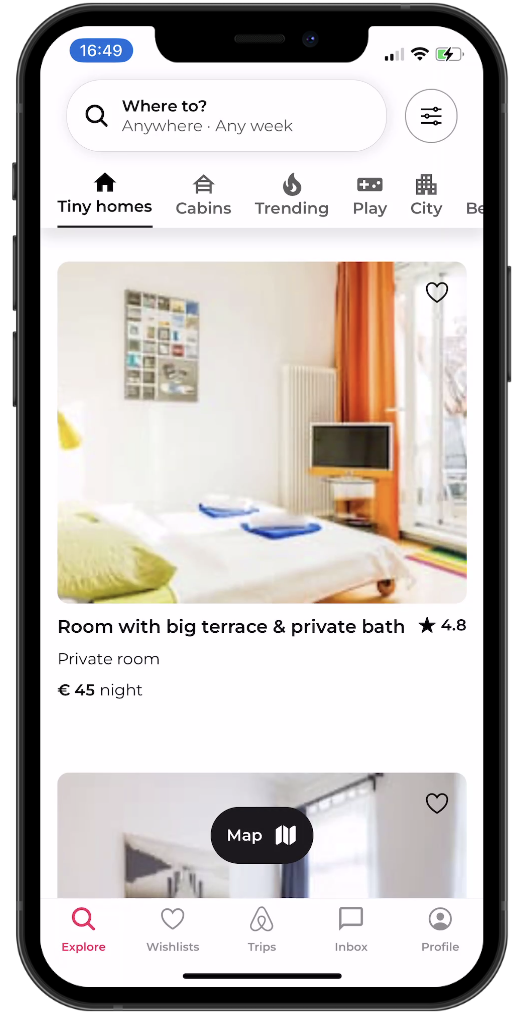 16:49
Where to?
Anywhere · Any week
Tiny homes
Cabins
Trending
Play
City
Be
Room with big terrace & private bath ★ 4.8
Private room
€ 45 night
Map
Explore
Wishlists
Trips
Inbox
Profile